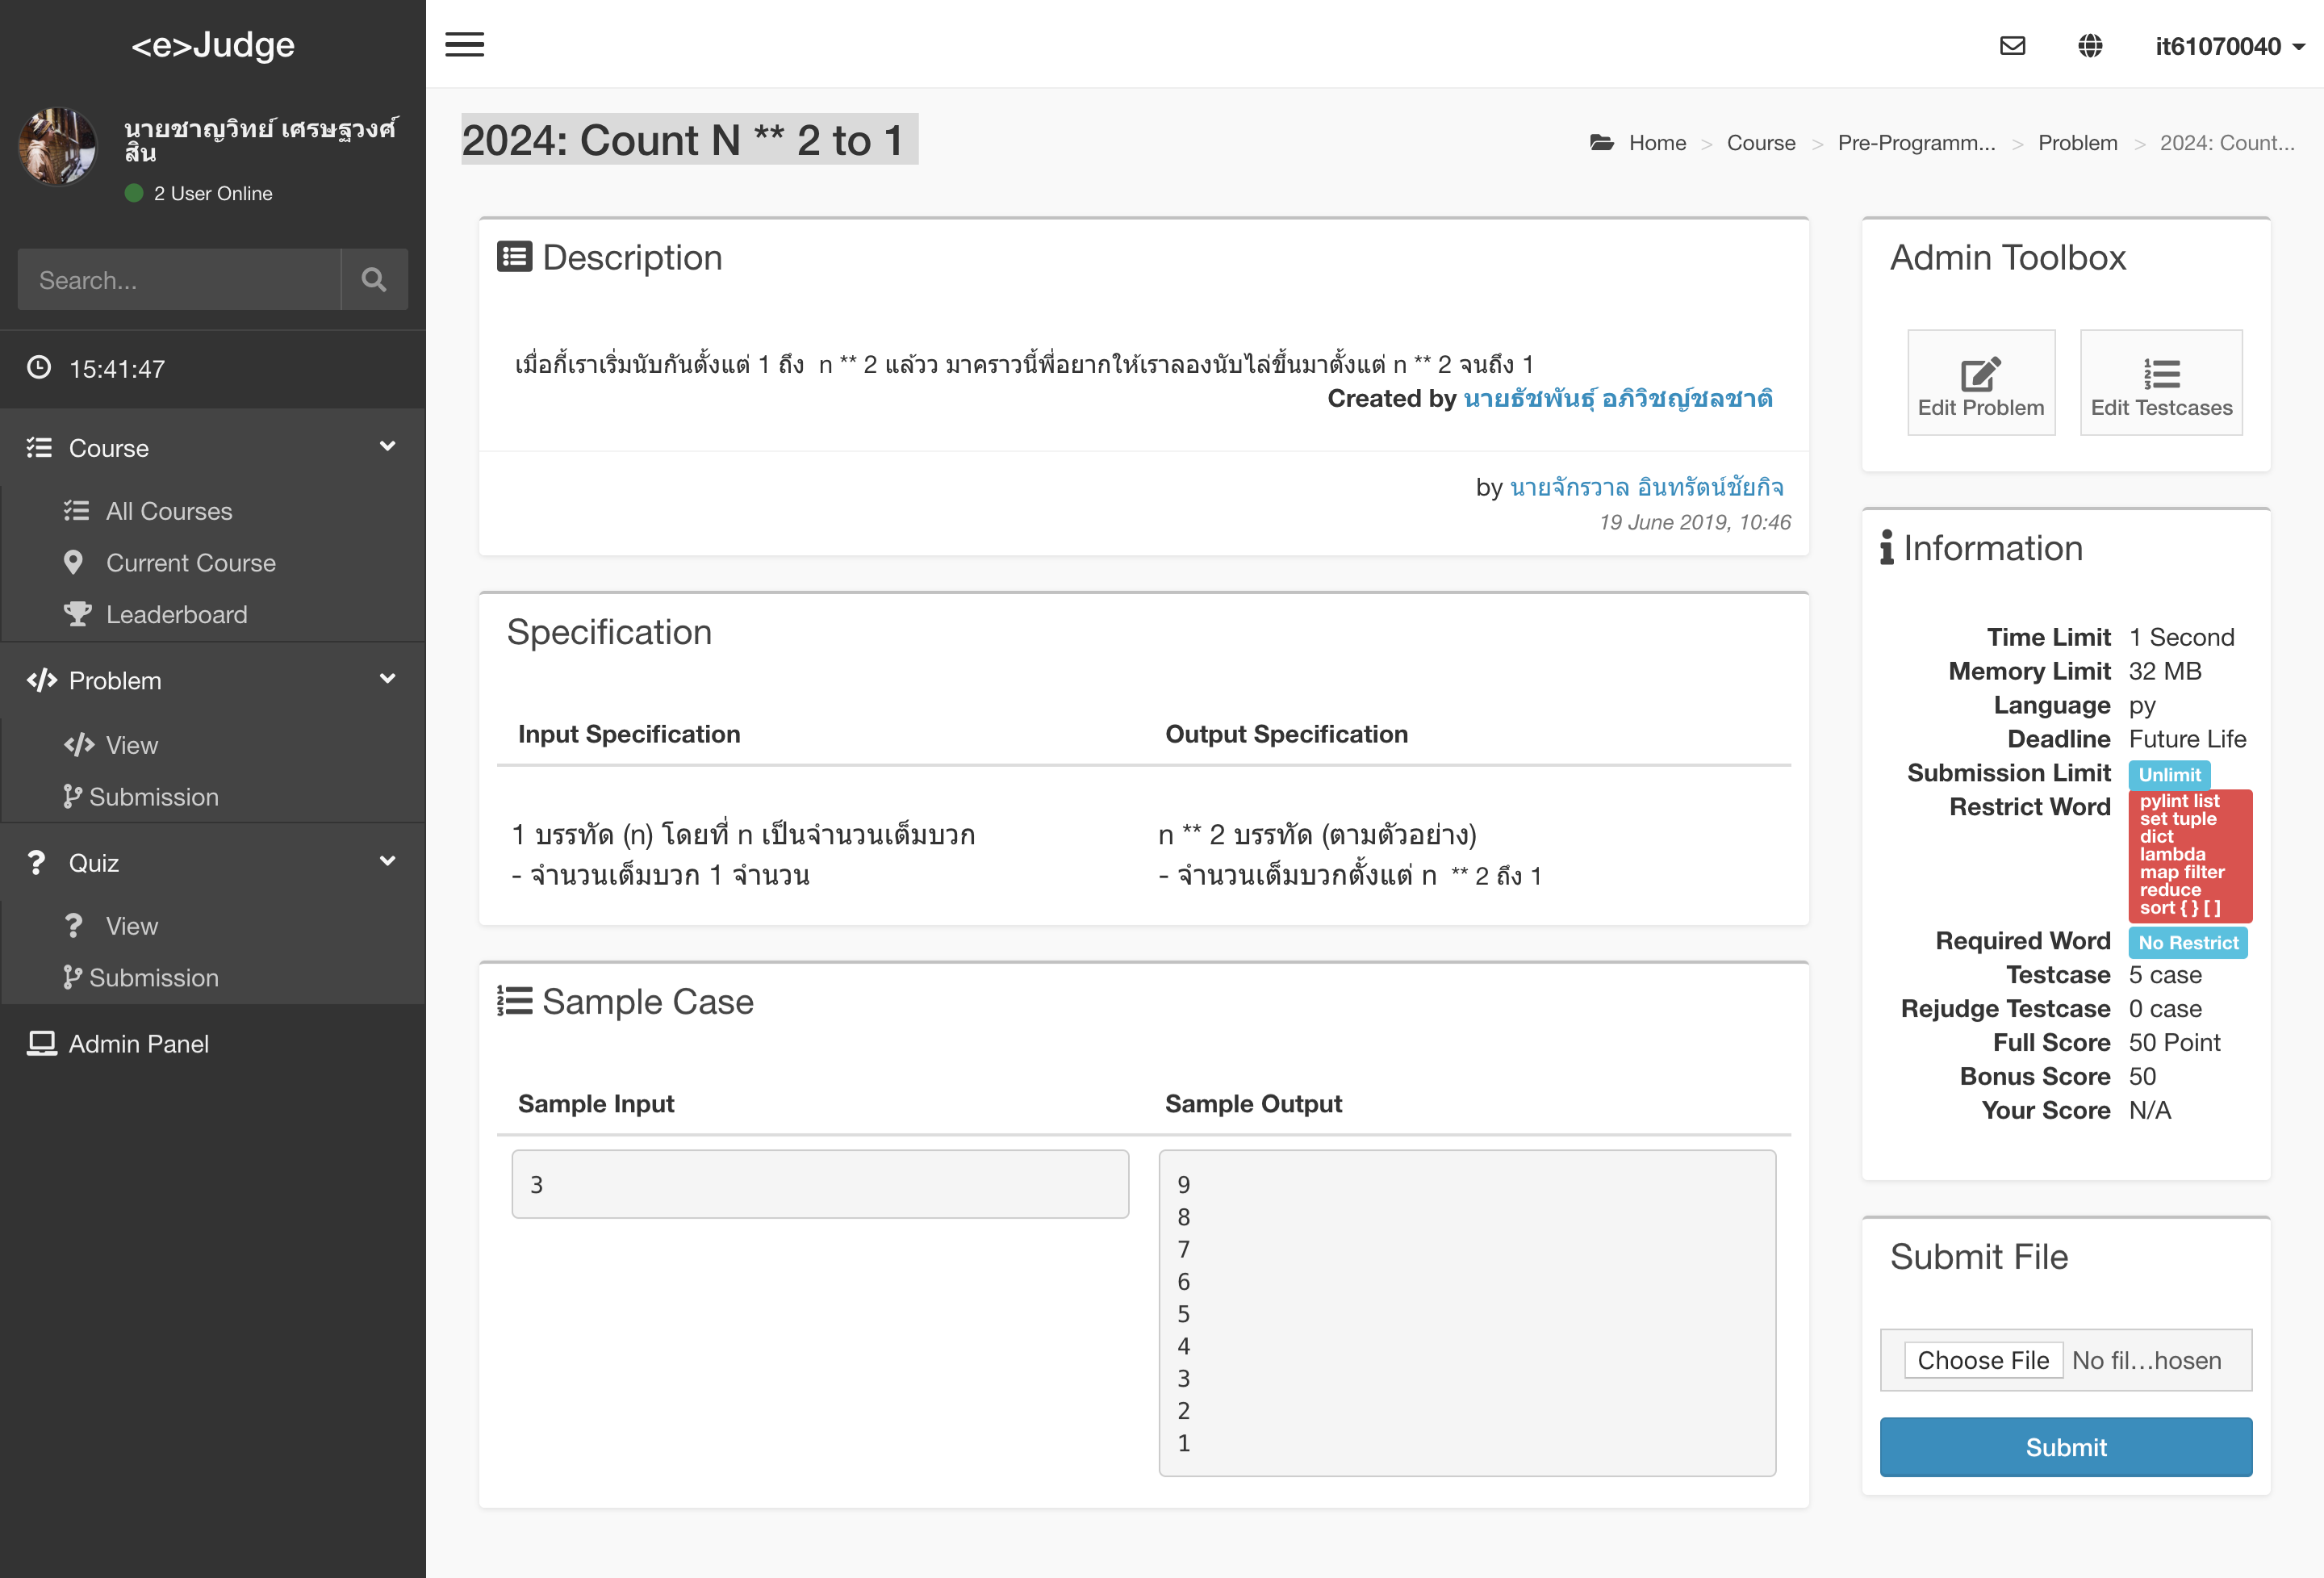 <e>Judge
นายชาญวิทย์ เศรษฐวงศ์
สิน
2 User Online
Search...
15:41:47
Course
All Courses
Current Course
Leaderboard
Problem
View
Submission
Quiz
View
Submission
Admin Panel
it61070040
2024: Count N ** 2 to 1
Home > Course > Pre-Programm... > Problem > 2024: Count...
Description
เมื่อกี้เราเริ่มนับกันตั้งแต่ 1 ถึง n ** 2 แล้วว มาคราวนี้พี่อยากให้เราลองนับไล่ขึ้นมาตั้งแต่ n ** 2 จนถึง 1
Created by นายธัชพันธุ์ อภิวิชญ์ชลชาติ
by นายจักรวาล อินทรัตน์ชัยกิจ
19 June 2019, 10:46
Specification
Input Specification
Output Specification
1 บรรทัด (n) โดยที่ n เป็นจำนวนเต็มบวก
- จำนวนเต็มบวก 1 จำนวน
n ** 2 บรรทัด (ตามตัวอย่าง)
- จำนวนเต็มบวกตั้งแต่ n ** 2 ถึง 1
Sample Case
Sample Input
Sample Output
3
9
8
7
6
5
4
3
2
1
Admin Toolbox
Edit Problem
Edit Testcases
Information
Time Limit 1 Second
Memory Limit 32 MB
Language py
Deadline Future Life
Submission Limit Unlimit
Restrict Word pylint list
set tuple
dict
lambda
map filter
reduce
sort { } [ ]
Required Word No Restrict
Testcase 5 case
Rejudge Testcase 0 case
Full Score 50 Point
Bonus Score 50
Your Score N/A
Submit File
Choose File No fil...hosen
Submit